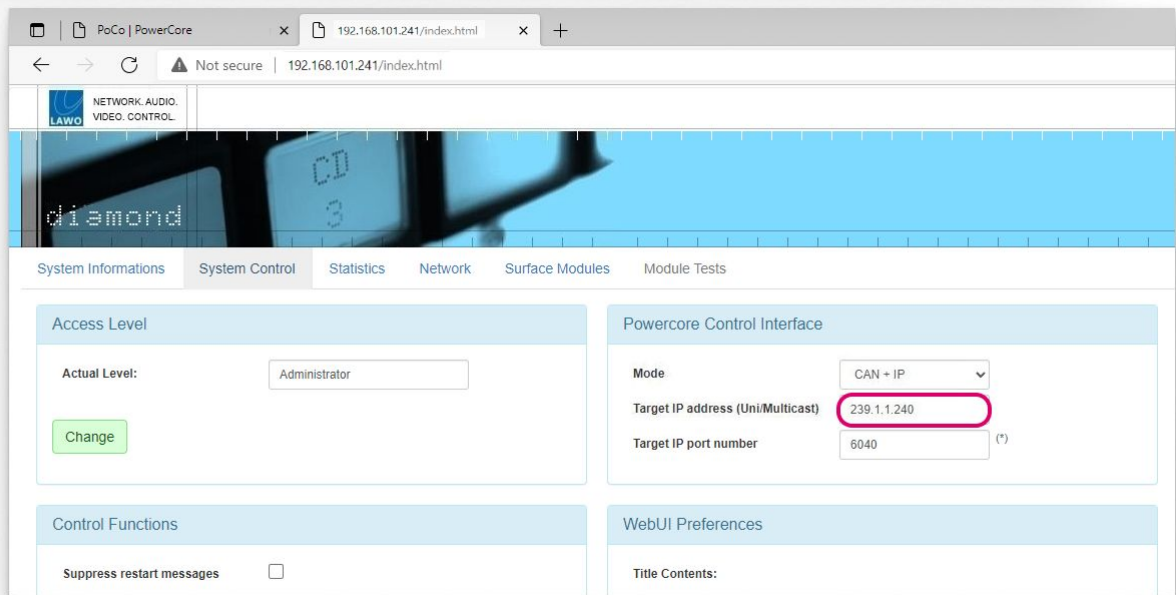 PoCo | PowerCore
192.168.101.241/index.html
Not secure
192.168.101.241/index.html
LAWO
NETWORK. AUDIO.
VIDEO. CONTROL.
CD
3
diamond
System Informations
System Control
Statistics
Network
Surface Modules
Module Tests
Access Level
Actual Level:
Administrator
Change
Powercore Control Interface
Mode
CAN + IP
Target IP address (Uni/Multicast)
239.1.1.240
Target IP port number
6040
(*)
Control Functions
Suppress restart messages
WebUI Preferences
Title Contents: